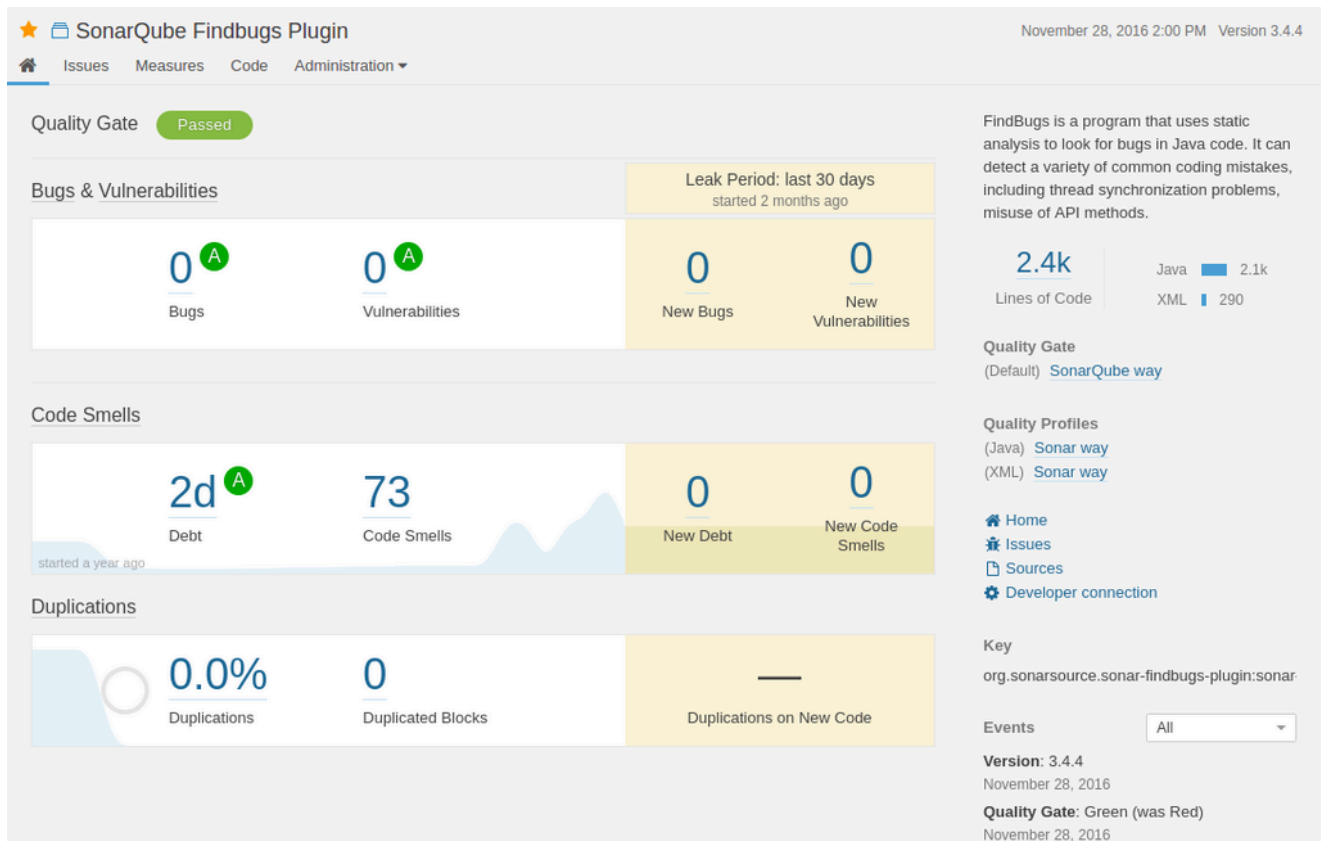 SonarQube Findbugs Plugin
November 28, 2016 2:00 PM Version 3.4.4
Issues Measures Code Administration
Quality Gate Passed
Bugs & Vulnerabilities
Leak Period: last 30 days
started 2 months ago
0 A
Bugs
0 A
Vulnerabilities
0
New Bugs
0
New
Vulnerabilities
Code Smells
2d A
Debt
73
Code Smells
started a year ago
0
New Debt
0
New Code
Smells
Duplications
0.0%
Duplications
0
Duplicated Blocks
—
Duplications on New Code
FindBugs is a program that uses static
analysis to look for bugs in Java code. It can
detect a variety of common coding mistakes,
including thread synchronization problems,
misuse of API methods.
2.4k
Lines of Code
Java 2.1k
XML 290
Quality Gate
(Default) SonarQube way
Quality Profiles
(Java) Sonar way
(XML) Sonar way
Home
Issues
Sources
Developer connection
Key
org.sonarsource.sonar-findbugs-plugin:sonar-
Events All
Version: 3.4.4
November 28, 2016
Quality Gate: Green (was Red)
November 28, 2016